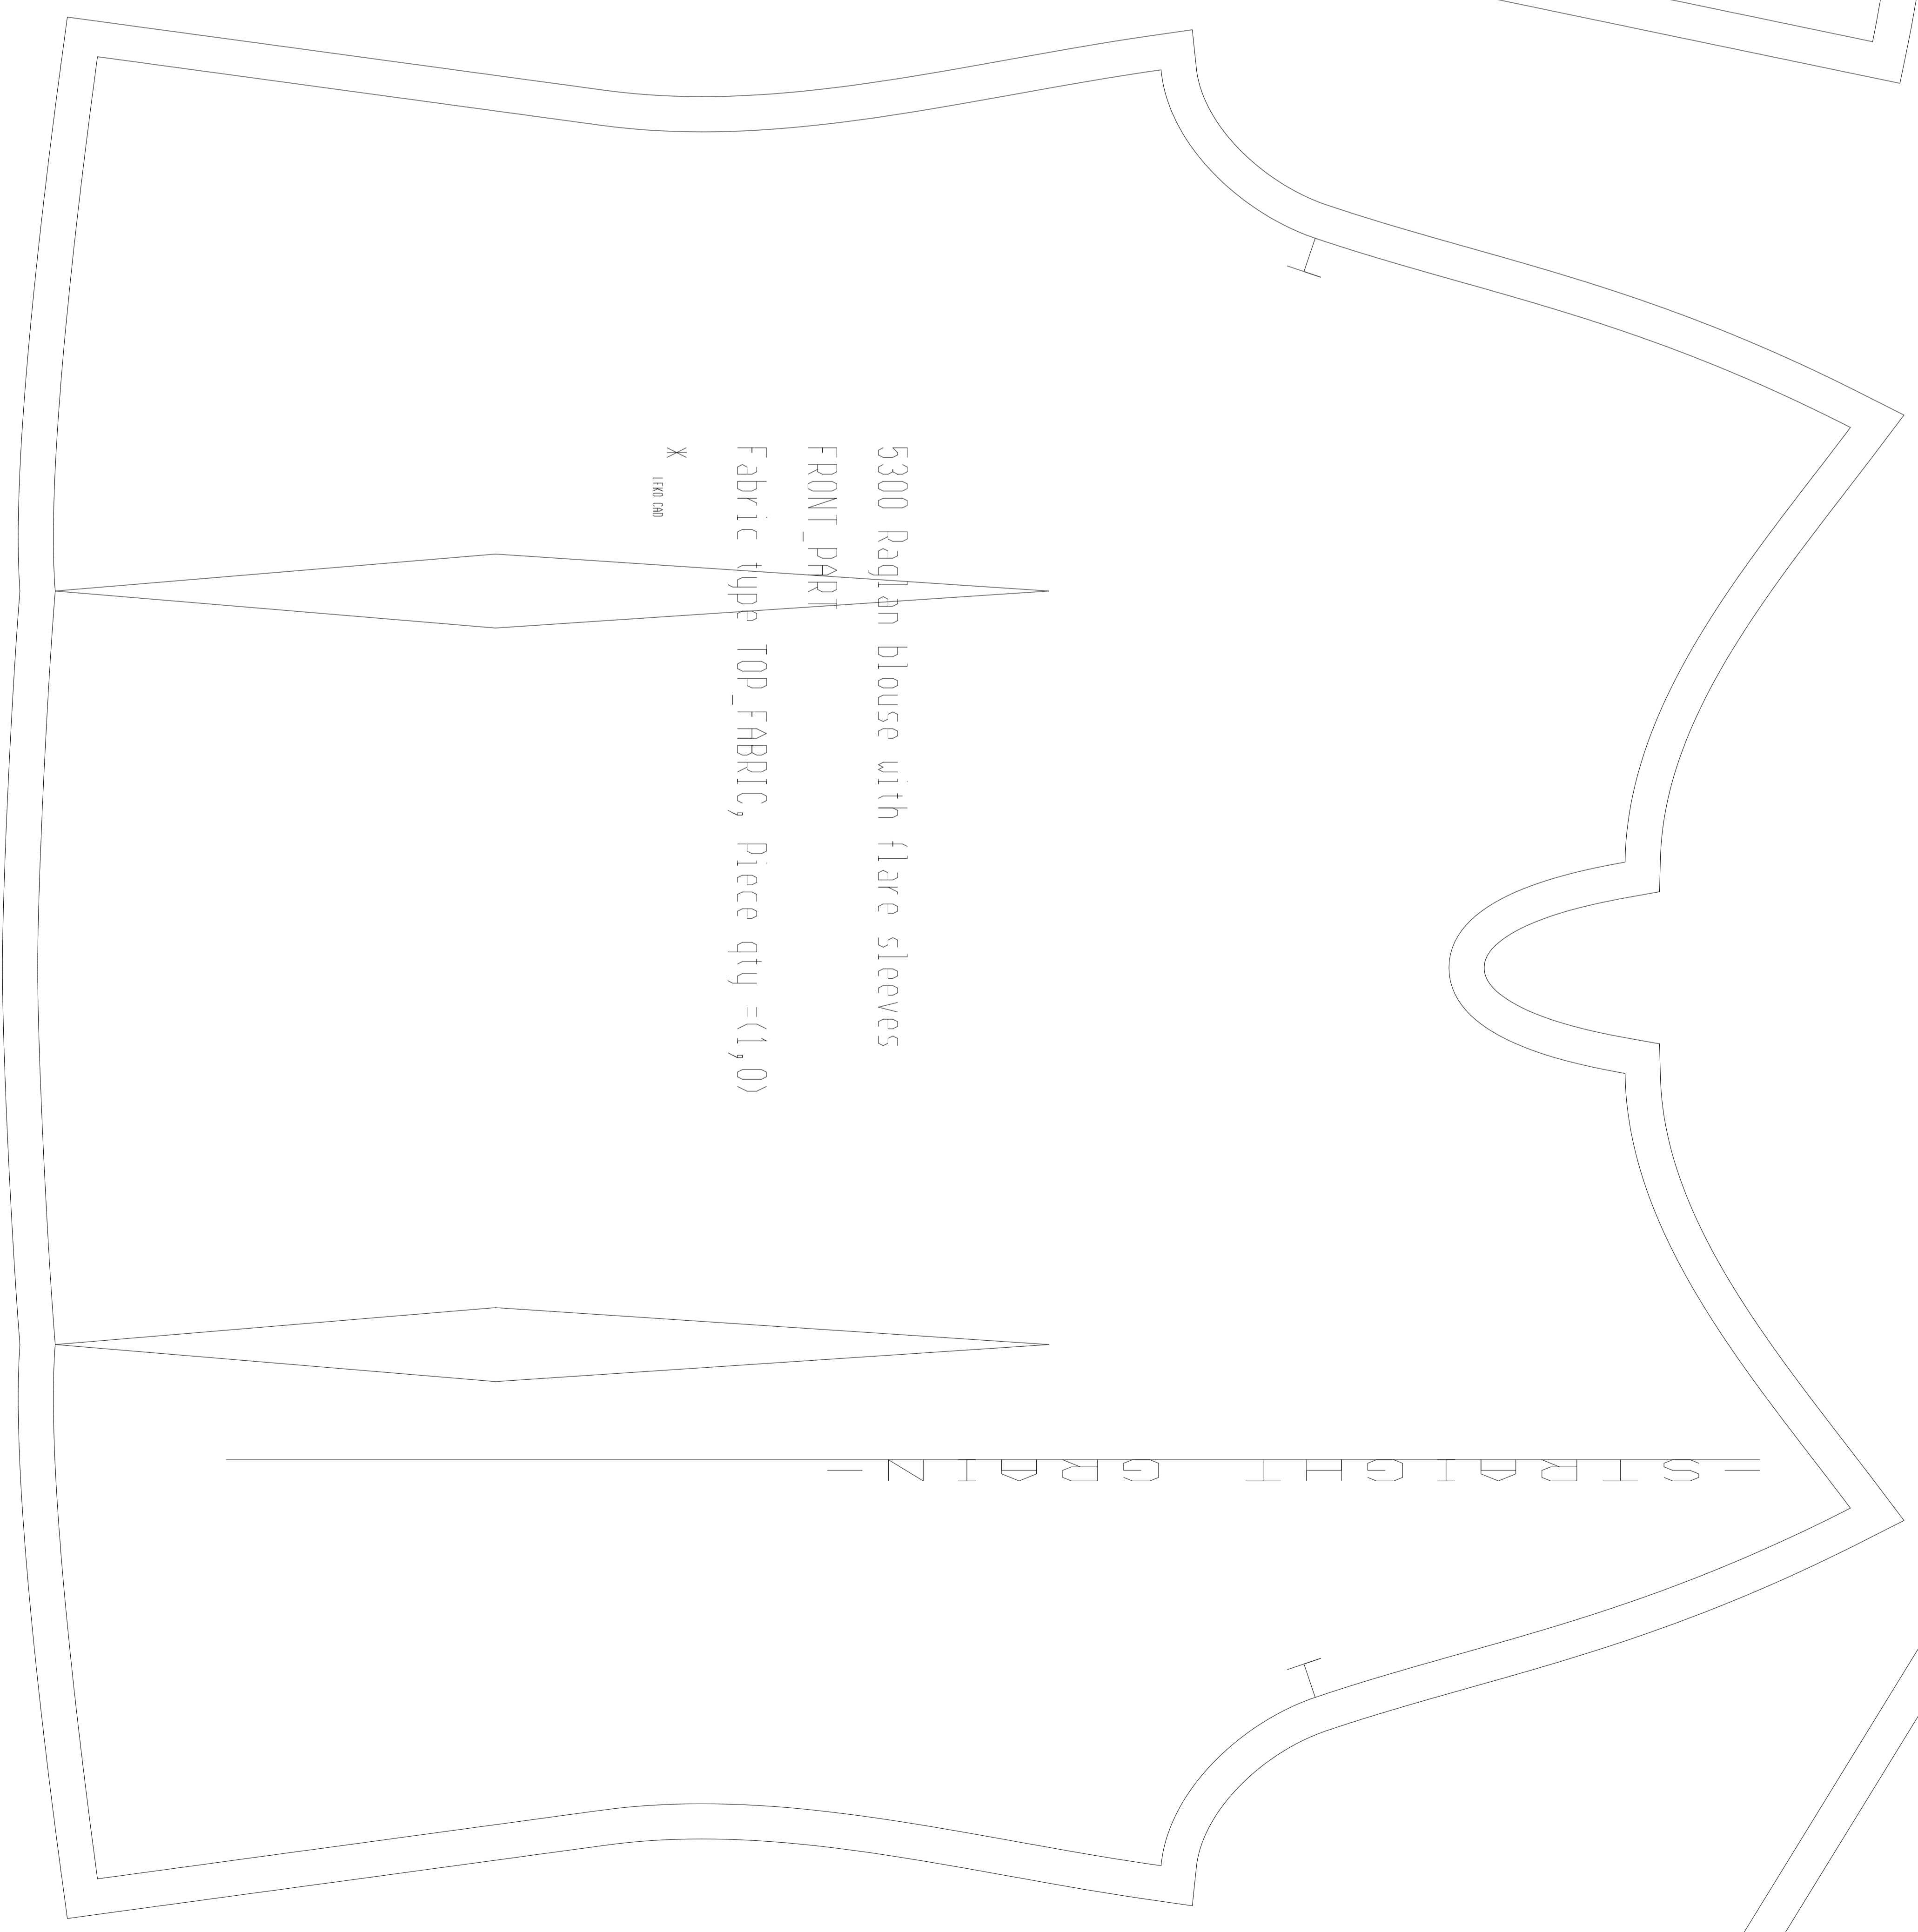 5300 Raglan blouse with flare sleeves
FRONT_PART
Fabric type TOP_FABRIC, Piece qty =(1,0)
*
LEKO CAD
-STRAIGHT GRAIN-